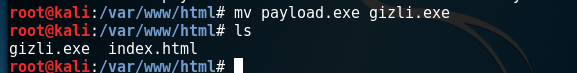 root@kali:/var/www/html# mv payload.exe gizli.exe
root@kali:/var/www/html# ls
gizli.exe  index.html
root@kali:/var/www/html#